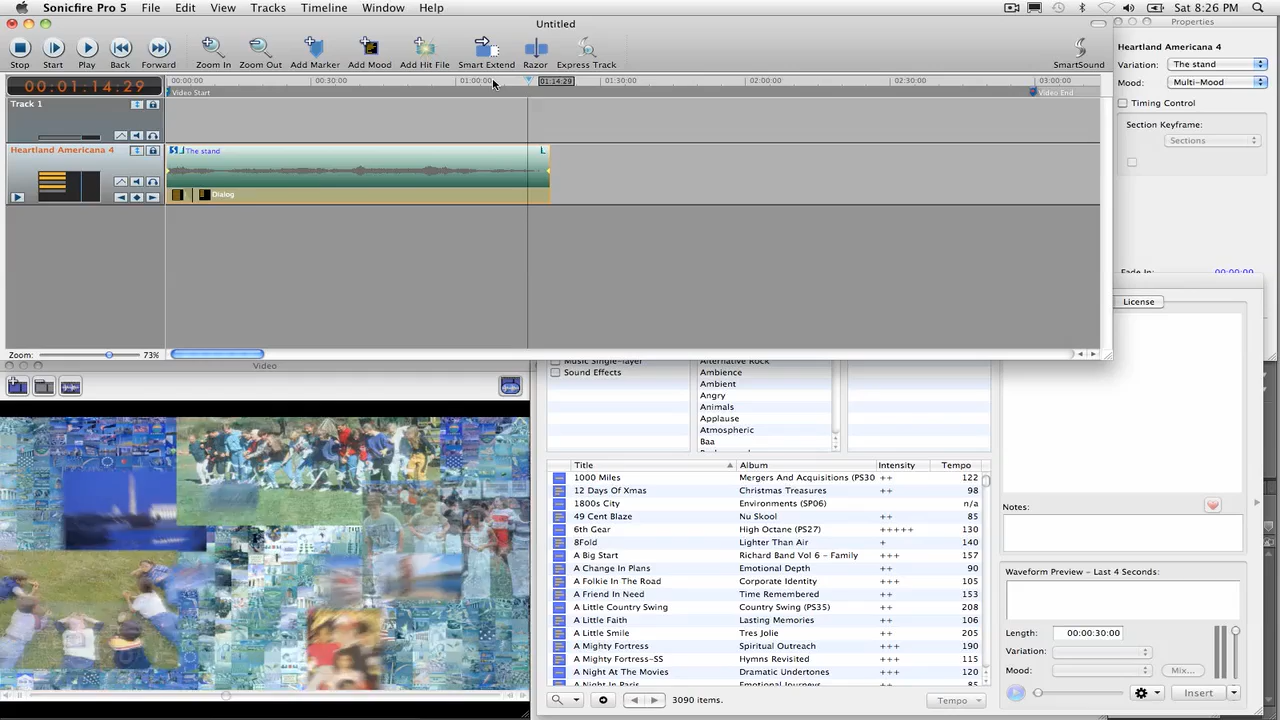 Sonicfire Pro 5 File Edit View Tracks Timeline Window Help Sat 8:26 PM
Untitled
Properties
Stop Start Play Back Forward Zoom In Zoom Out Add Marker Add Mood Add Hit File Smart Extend Razor Express Track SmartSound
Heartland Americana 4
Variation: The stand
Mood: Multi-Mood
Timing Control
Section Keyframe:
Sections
00:01:14:29
00:00:00 00:30:00 01:00:00 01:14:29 01:30:00 02:00:00 02:30:00 03:00:00
Video Start Video End
Track 1
Heartland Americana 4
The stand
Dialog
Fade In: 00:00:00
License
Zoom: 73%
Video
Music Single-layer
Sound Effects
Alternative Rock
Ambience
Ambient
Angry
Animals
Applause
Atmospheric
Baa
Title Album Intensity Tempo
1000 Miles Mergers And Acquisitions (PS30 ++ 122
12 Days Of Xmas Christmas Treasures ++ 98
1800s City Environments (SP06) n/a
49 Cent Blaze Nu Skool ++ 85
6th Gear High Octane (PS27) +++++ 130
8Fold Lighter Than Air + 140
A Big Start Richard Band Vol 6 - Family +++ 157
A Change In Plans Emotional Depth ++ 90
A Folkie In The Road Corporate Identity +++ 105
A Friend In Need Time Remembered ++ 153
A Little Country Swing Country Swing (PS35) ++ 208
A Little Faith Lasting Memories ++ 106
A Little Smile Tres Jolie ++ 205
A Mighty Fortress Spiritual Outreach +++ 190
A Mighty Fortress-SS Hymns Revisited ++ 115
A Night At The Movies Dramatic Undertones +++ 120
A Night In Paris Emotional Journeys
3090 items.
Tempo
Notes:
Waveform Preview - Last 4 Seconds:
Length: 00:00:30:00
Variation:
Mood: Mix...
Insert